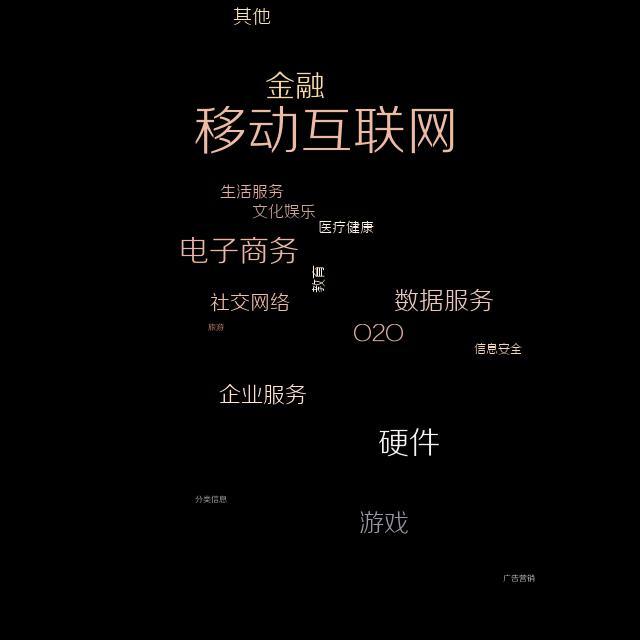 其他
金融
移动互联网
生活服务
文化娱乐
医疗健康
电子商务
教育
社交网络
数据服务
旅游
O2O
信息安全
企业服务
硬件
分类信息
游戏
广告营销